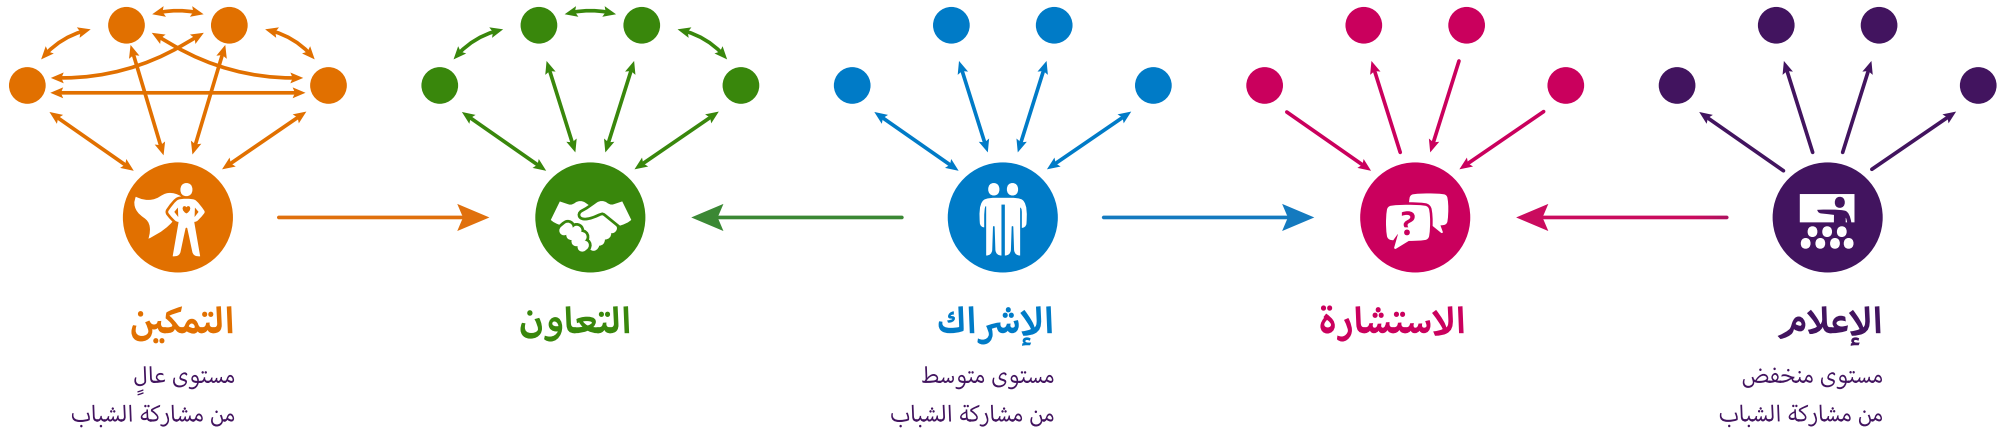 الإعلام
مستوى منخفض
من مشاركة الشباب
الاستشارة
?
الإشراك
مستوى متوسط
من مشاركة الشباب
التعاون
التمكين
مستوى عالٍ
من مشاركة الشباب